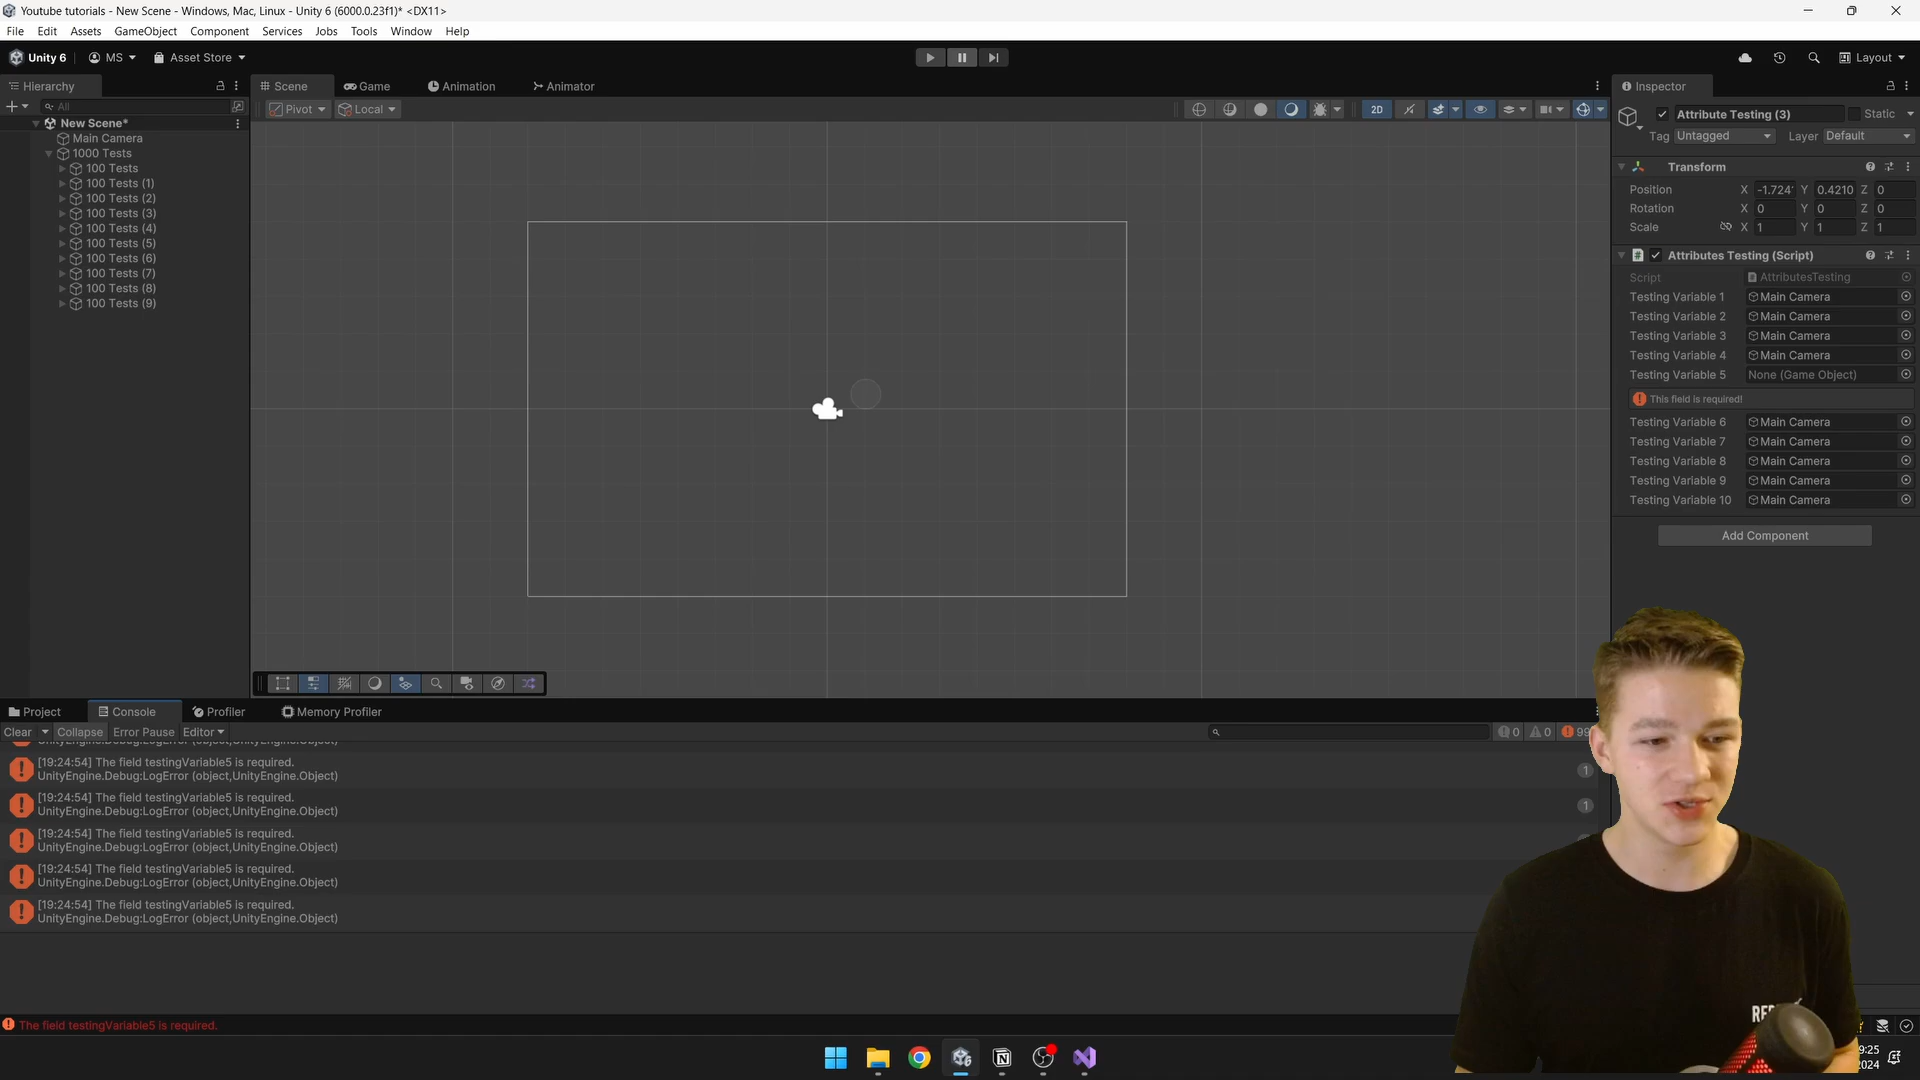 Youtube tutorials - New Scene - Windows, Mac, Linux - Unity 6 (6000.0.23f1)* <DX11>
File Edit Assets GameObject Component Services Jobs Tools Window Help
Unity 6 MS Asset Store Layout
Hierarchy
All
New Scene*
Main Camera
1000 Tests
100 Tests
100 Tests (1)
100 Tests (2)
100 Tests (3)
100 Tests (4)
100 Tests (5)
100 Tests (6)
100 Tests (7)
100 Tests (8)
100 Tests (9)
Scene Game Animation Animator
Pivot Local 2D
Inspector
Attribute Testing (3) Static
Tag Untagged Layer Default
Transform
Position X -1.724 Y 0.4210 Z 0
Rotation X 0 Y 0 Z 0
Scale X 1 Y 1 Z 1
Attributes Testing (Script)
Script AttributesTesting
Testing Variable 1 Main Camera
Testing Variable 2 Main Camera
Testing Variable 3 Main Camera
Testing Variable 4 Main Camera
Testing Variable 5 None (Game Object)
This field is required!
Testing Variable 6 Main Camera
Testing Variable 7 Main Camera
Testing Variable 8 Main Camera
Testing Variable 9 Main Camera
Testing Variable 10 Main Camera
Add Component
Project Console Profiler Memory Profiler
Clear Collapse Error Pause Editor 0 0
UnityEngine.Debug:LogError (object,UnityEngine.Object)
[19:24:54] The field testingVariable5 is required.
UnityEngine.Debug:LogError (object,UnityEngine.Object)
1
[19:24:54] The field testingVariable5 is required.
UnityEngine.Debug:LogError (object,UnityEngine.Object)
1
[19:24:54] The field testingVariable5 is required.
UnityEngine.Debug:LogError (object,UnityEngine.Object)
[19:24:54] The field testingVariable5 is required.
UnityEngine.Debug:LogError (object,UnityEngine.Object)
[19:24:54] The field testingVariable5 is required.
UnityEngine.Debug:LogError (object,UnityEngine.Object)
The field testingVariable5 is required.
9:25
2024